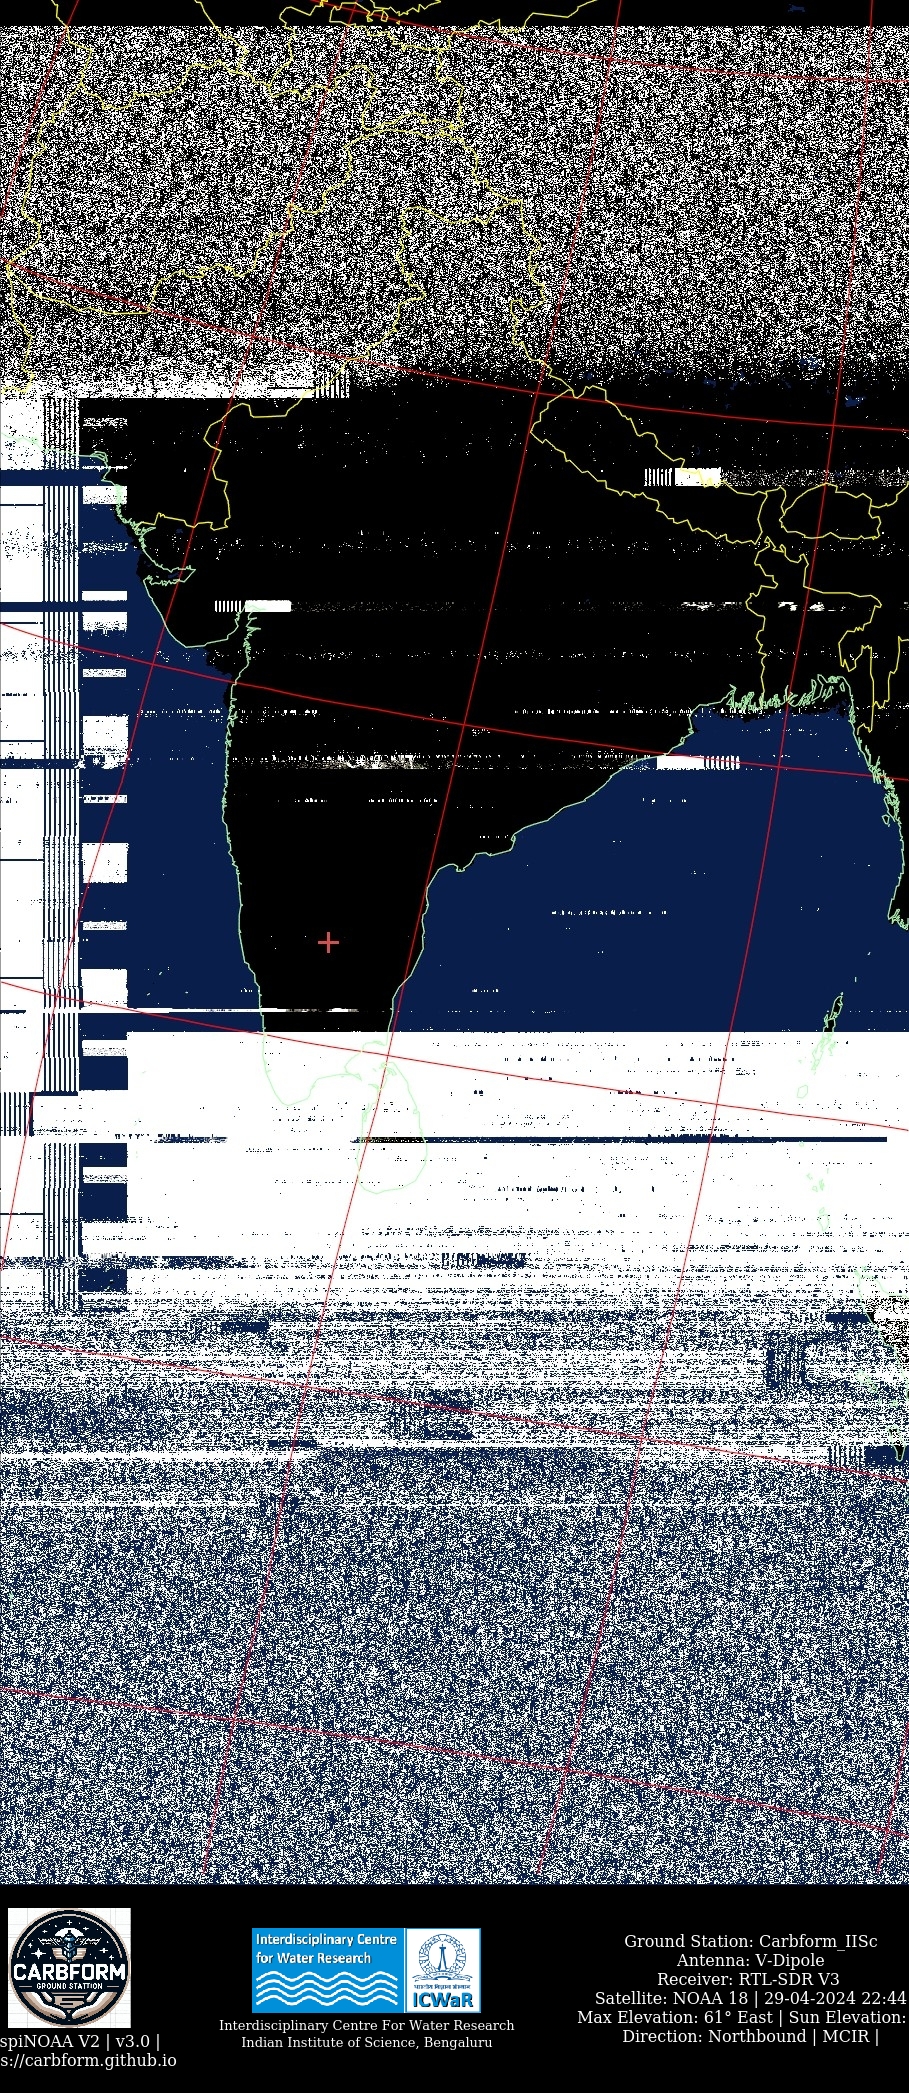 CARBFORM
GROUND STATION
spiNOAA V2 | v3.0 |
s://carbform.github.io
Interdisciplinary Centre
for Water Research
भारतीय विज्ञान संस्थान
ICWaR
Interdisciplinary Centre For Water Research
Indian Institute of Science, Bengaluru
Ground Station: Carbform_IISc
Antenna: V-Dipole
Receiver: RTL-SDR V3
Satellite: NOAA 18 | 29-04-2024 22:44
Max Elevation: 61° East | Sun Elevation:
Direction: Northbound | MCIR |